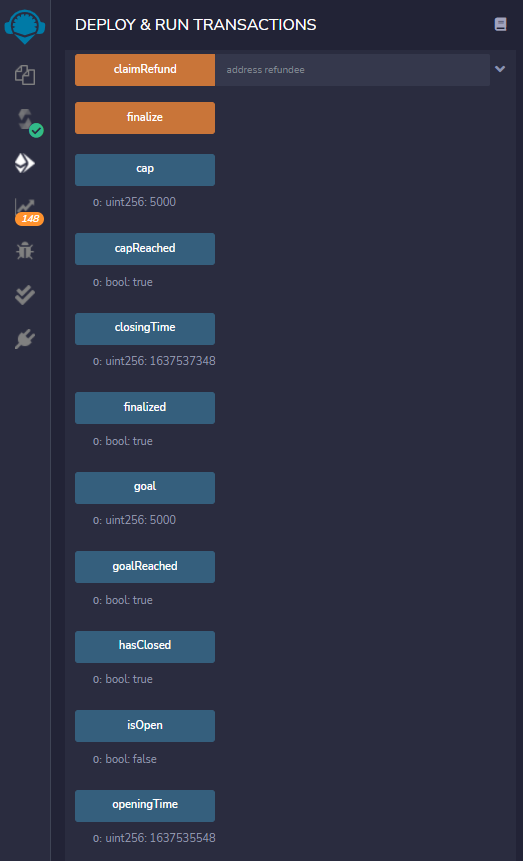 DEPLOY & RUN TRANSACTIONS
claimRefund
address refundee
finalize
cap
0: uint256: 5000
capReached
0: bool: true
148
closingTime
0: uint256: 1637537348
finalized
0: bool: true
goal
0: uint256: 5000
goalReached
0: bool: true
hasClosed
0: bool: true
isOpen
0: bool: false
openingTime
0: uint256: 1637535548